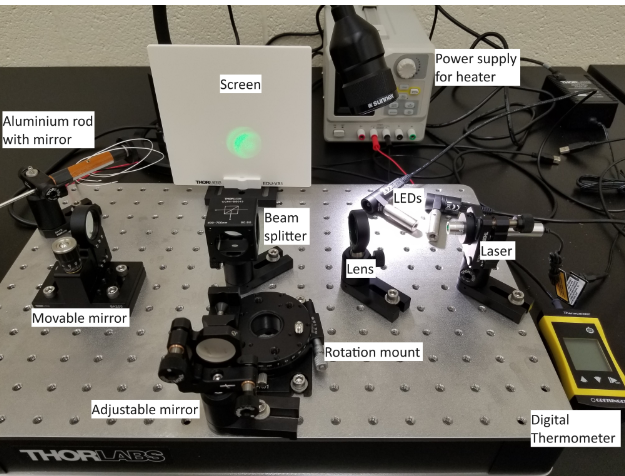 Power supply
for heater
Screen
Aluminium rod
with mirror
THORLABS
LEDs
Beam
splitter
Laser
Lens
Movable mirror
Rotation mount
Adjustable mirror
Digital
Thermometer
THORLABS